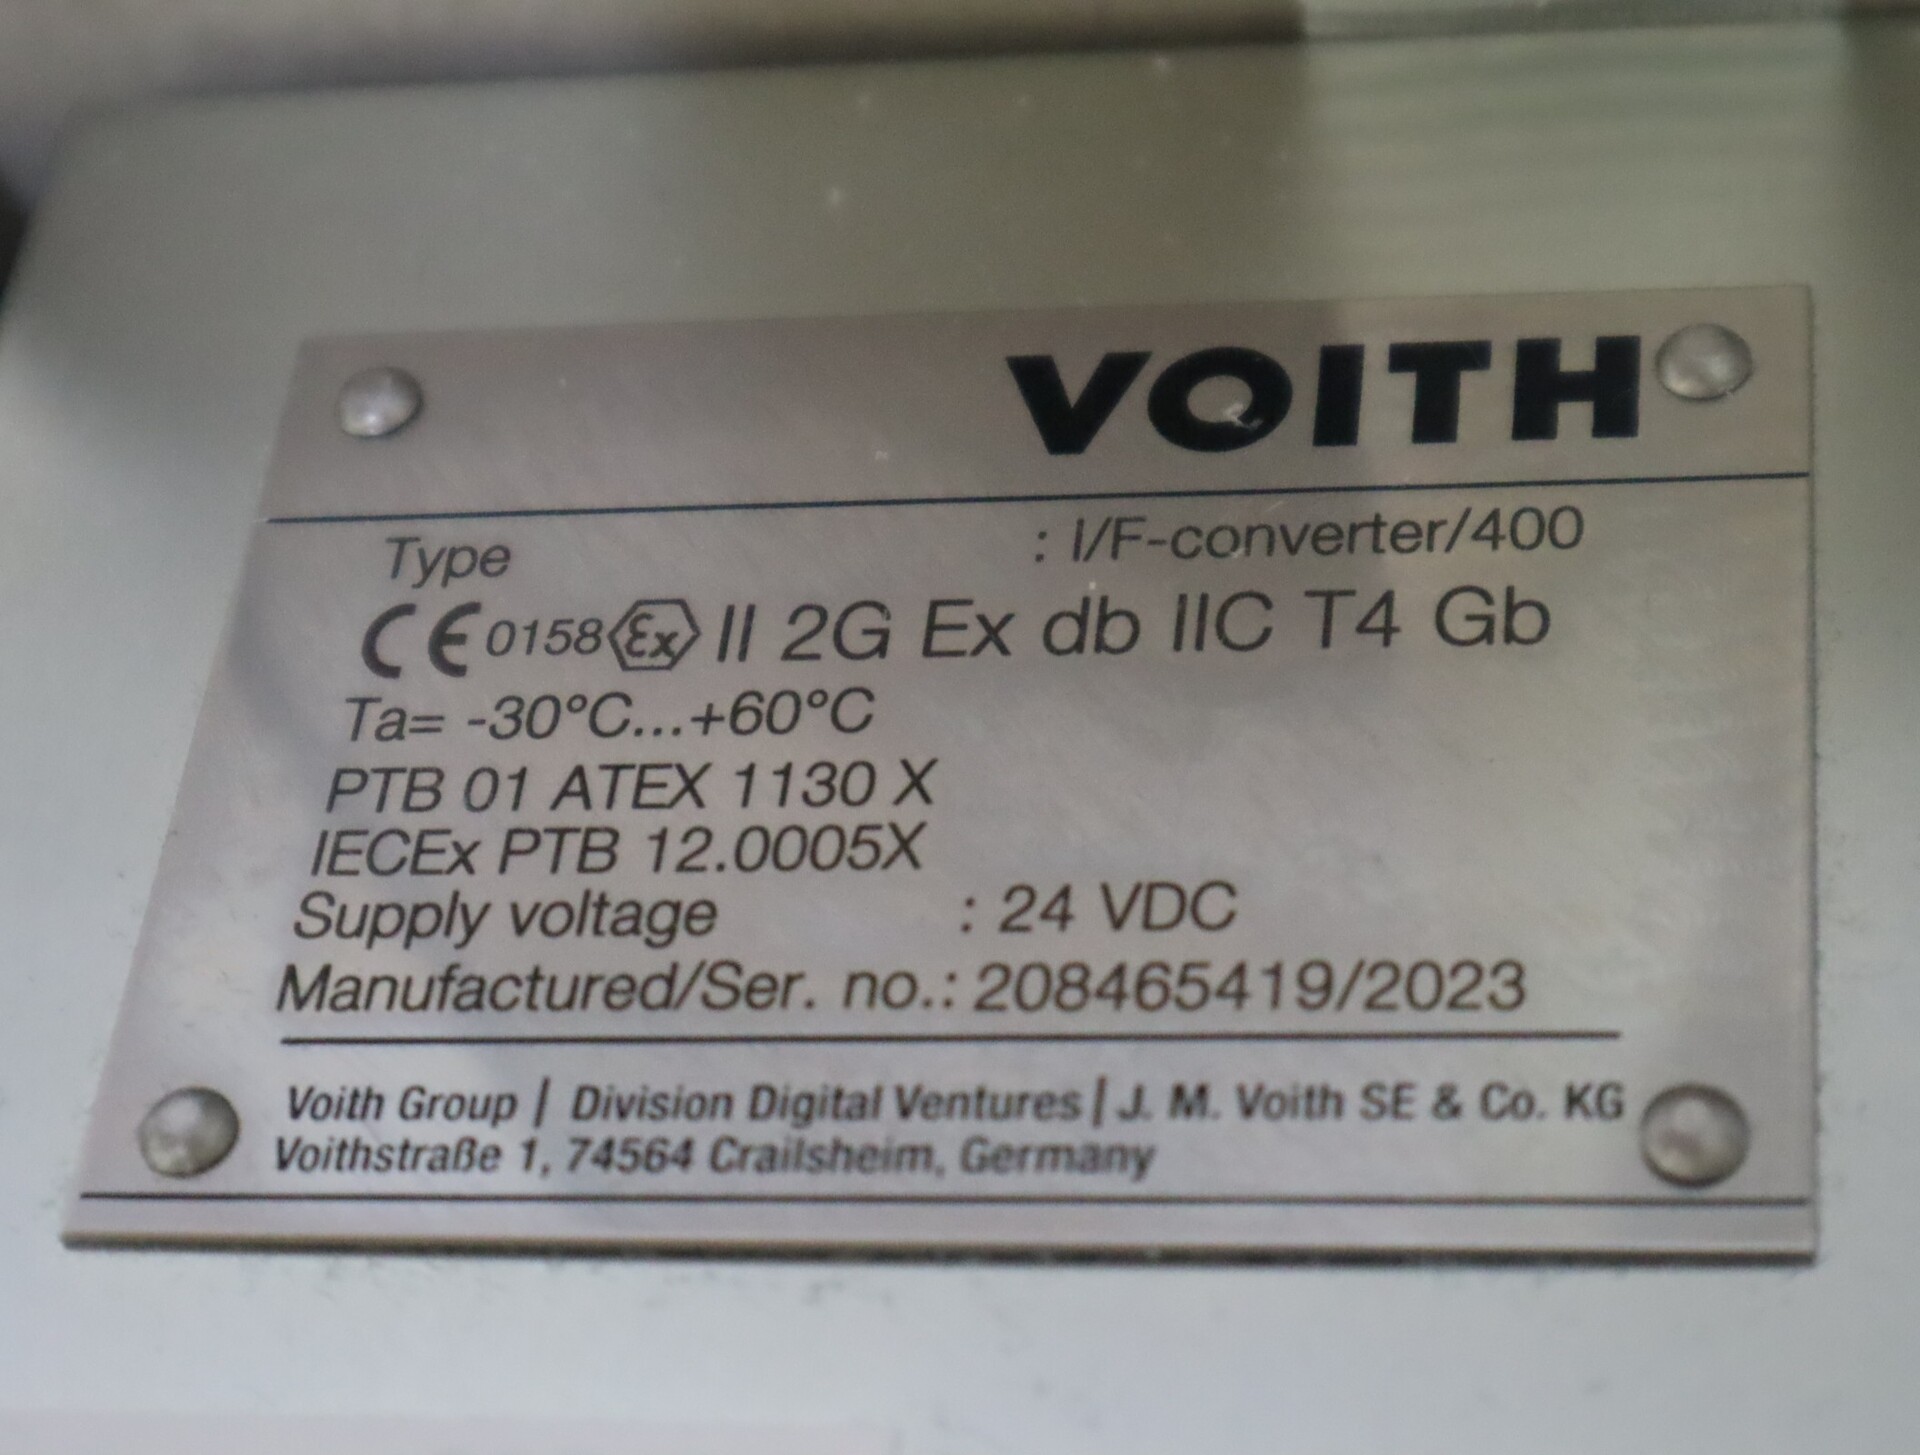 VOITH
Type : I/F-converter/400
CE 0158 Ex II 2G Ex db IIC T4 Gb
Ta= -30°C...+60°C
PTB 01 ATEX 1130 X
IECEx PTB 12.0005X
Supply voltage : 24 VDC
Manufactured/Ser. no.: 208465419/2023
Voith Group | Division Digital Ventures | J. M. Voith SE & Co. KG
Voithstraße 1, 74564 Crailsheim, Germany